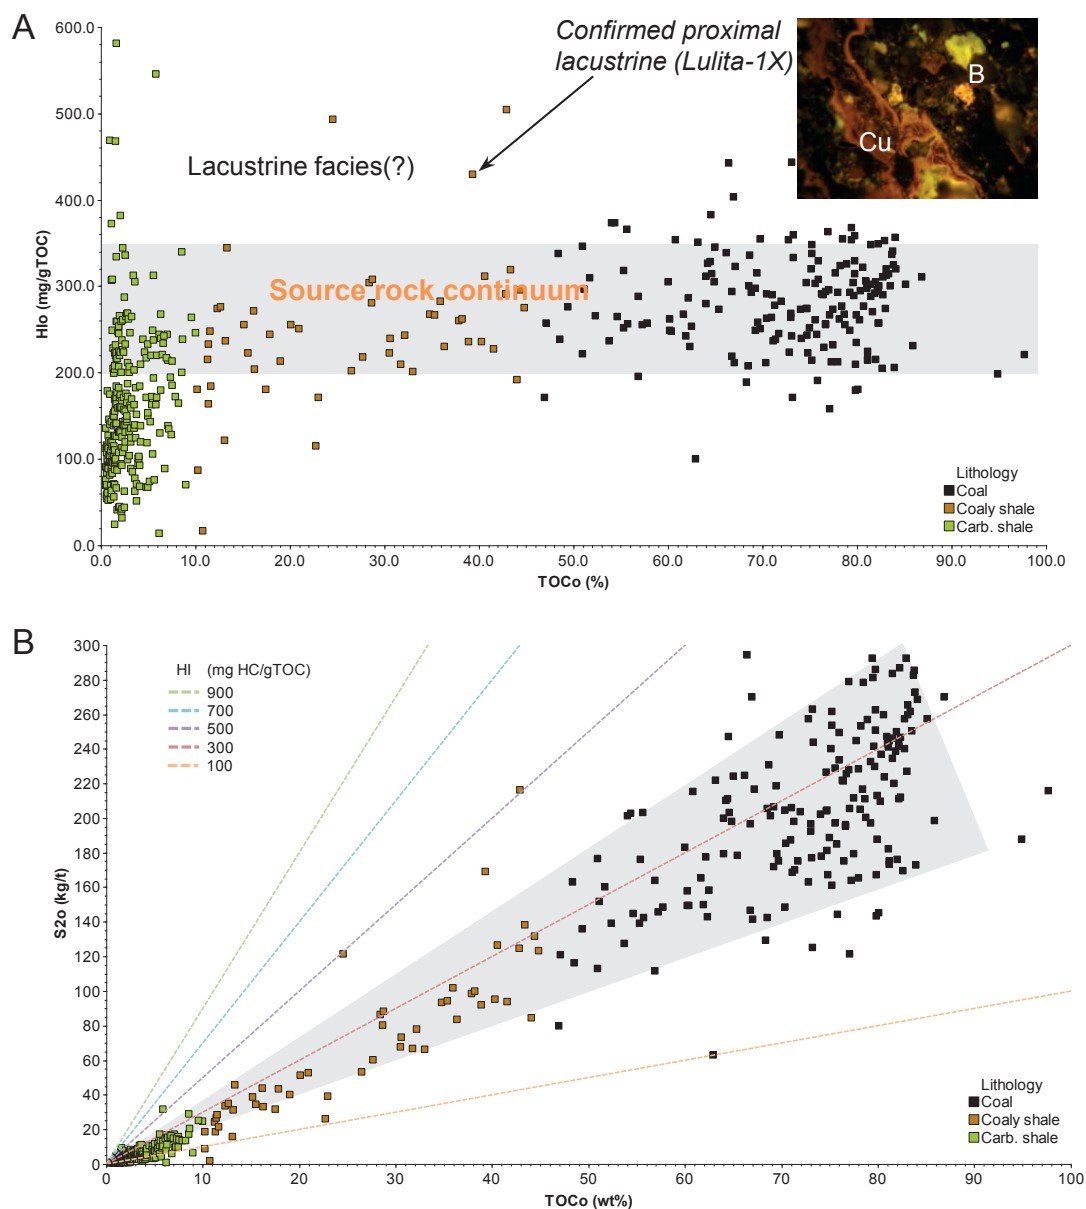 A
Confirmed proximal
lacustrine (Lulita-1X)
B
Cu
Lacustrine facies(?)
Source rock continuum
HIo (mg/gTOC)
600.0
500.0
400.0
300.0
200.0
100.0
0.0
0.0 10.0 20.0 30.0 40.0 50.0 60.0 70.0 80.0 90.0 100.0
TOCo (%)
Lithology
Coal
Coaly shale
Carb. shale
B
HI (mg HC/gTOC)
900
700
500
300
100
S2o (kg/t)
300
280
260
240
220
200
180
160
140
120
100
80
60
40
20
0
0 10 20 30 40 50 60 70 80 90 100
TOCo (wt%)
Lithology
Coal
Coaly shale
Carb. shale